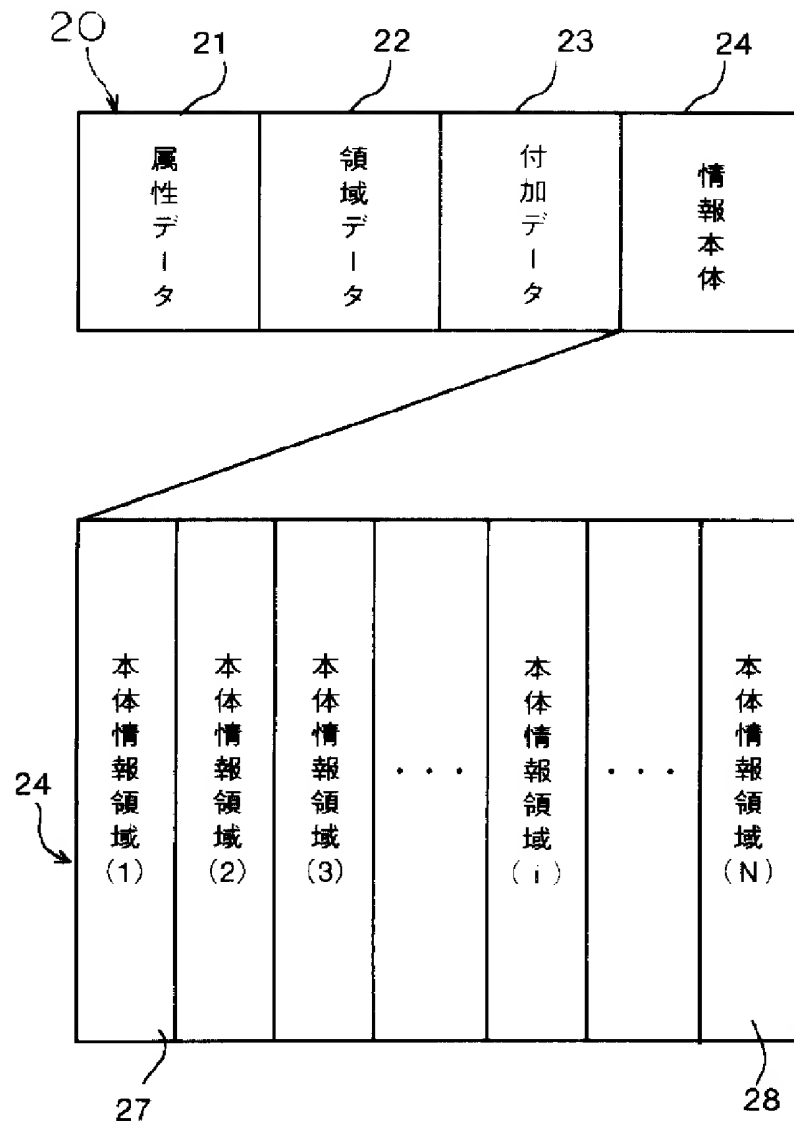 20
21
22
23
24
属性データ
領域データ
付加データ
情報本体
本体情報領域(1)
本体情報領域(2)
本体情報領域(3)
・・・
本体情報領域(i)
・・・
本体情報領域(N)
24
27
28